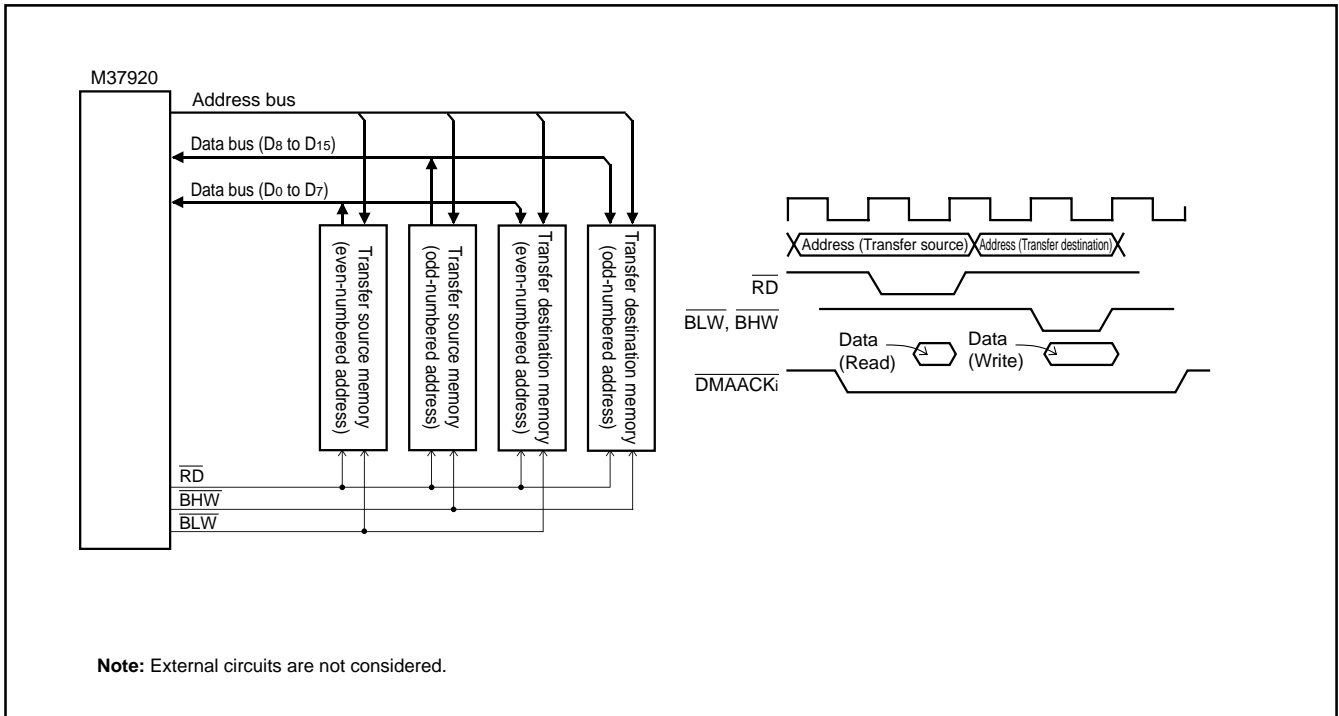 M37920
Address bus
Data bus (D8 to D15)
Data bus (D0 to D7)
Transfer source memory
(even-numbered address)
Transfer source memory
(odd-numbered address)
Transfer destination memory
(even-numbered address)
Transfer destination memory
(odd-numbered address)
RD
BHW
BLW
Address (Transfer source)
Address (Transfer destination)
RD
BLW, BHW
Data
(Read)
Data
(Write)
DMAACKi
Note: External circuits are not considered.